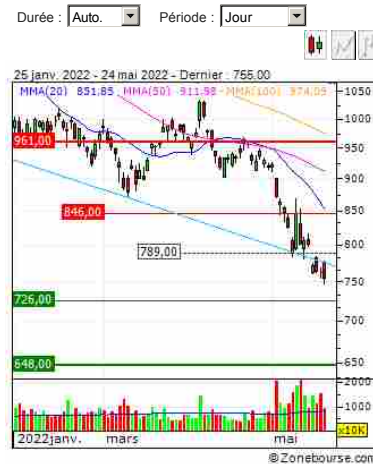 Durée : Auto. Période : Jour
25 janv. 2022 - 24 mai 2022 - Dernier : 755.00
MMA(20) 851,85 MMA(50) 911,98 MMA(100) 974,09
1050
1000
961,00
950
900
846,00
850
789,00
800
750
726,00
700
648,00
650
2000
1000
x10K
2022janv. mars mai
©Zonebourse.com